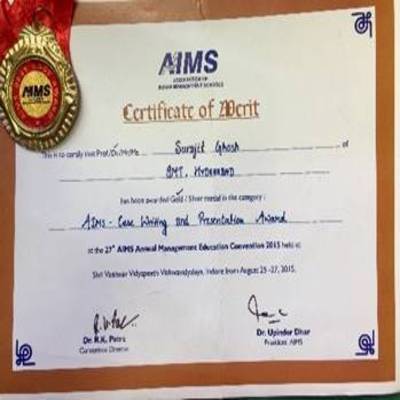 AIMS
AIMS
ASSOCIATION OF
INDIAN MANAGEMENT SCHOOLS
Certificate of Merit
This is to certify that Prof./Dr./Mr./Ms. Surajit Ghosh of
, HYDERABAD
has been awarded Gold / Silver medal in the category :
AIMS - Case Writing and Presentation Award
at the 27th AIMS Annual Management Education Convention 2015 held at
Shri Vaishnav Vidyapeeth Vishwavidyalaya, Indore from August 25-27, 2015.
Dr. R.K. Patra
Convention Director
Dr. Upinder Dhar
President, AIMS